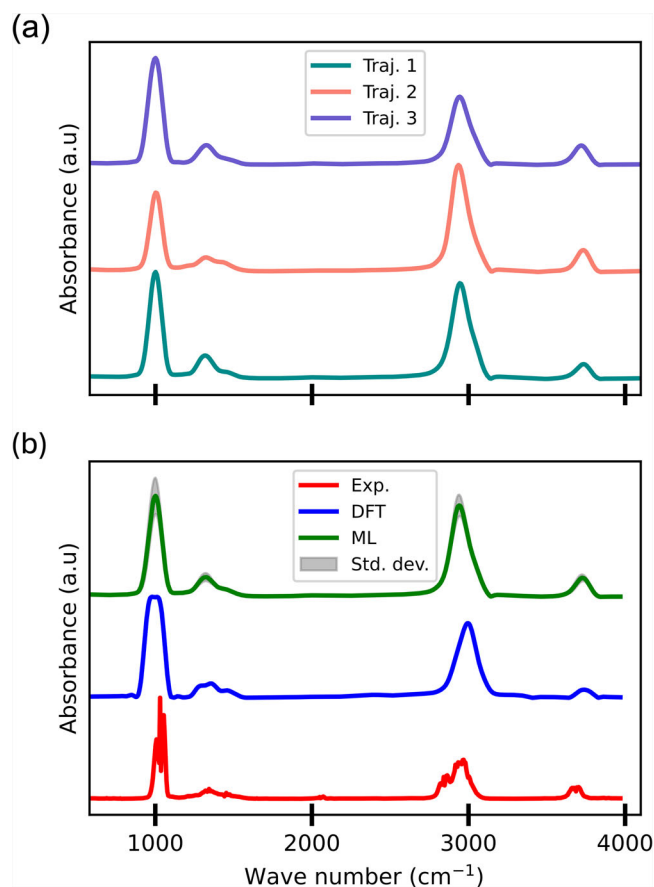 (a)
Traj. 1
Traj. 2
Traj. 3
Absorbance (a.u)
(b)
Exp.
DFT
ML
Std. dev.
Absorbance (a.u)
1000 2000 3000 4000
Wave number (cm⁻¹)